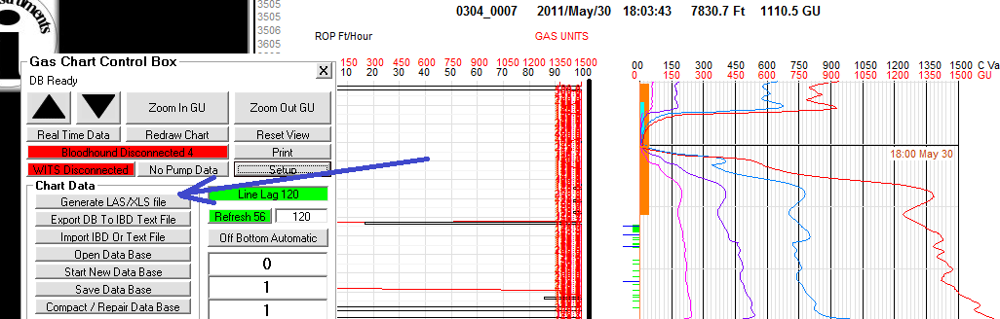 3505
3505
3605
3605
0304_0007 2011/May/30 18:03:43 7830.7 Ft 1110.5 GU
ROP Ft/Hour GAS UNITS
Gas Chart Control Box
DB Ready
Zoom In GU
Zoom Out GU
Real Time Data
Redraw Chart
Reset View
Bloodhound Disconnected 4
Print
WITS Disconnected
No Pump Data
Setup
Chart Data
Generate LAS/XLS file
Export DB To IBD Text File
Import IBD Or Text File
Open Data Base
Start New Data Base
Save Data Base
Compact / Repair Data Base
Line Lag 120
Refresh 56 120
Off Bottom Automatic
0
1
1
150 300 450 600 750 900 1050 1350 1500
10 20 30 40 50 60 70 80 90 100
00 150 300 450 600 750 900 1050 1350 1500 C Va
0 150 300 450 600 750 900 1050 1350 1500 GU
18:00 May 30